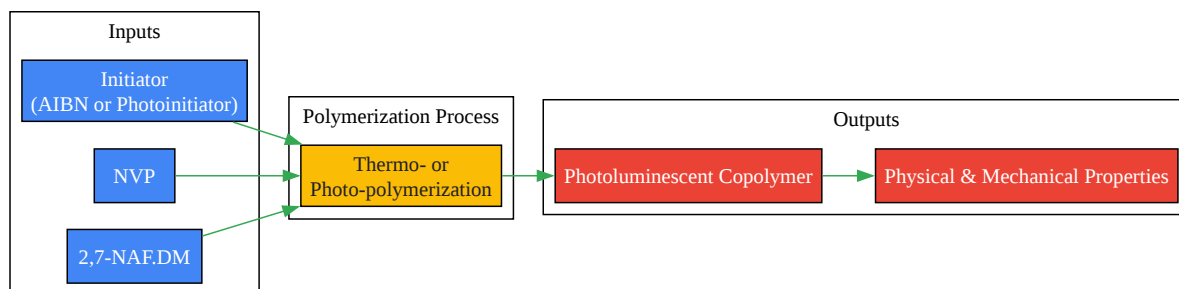 Inputs
Initiator
(AIBN or Photoinitiator)
NVP
2,7-NAF.DM
Polymerization Process
Thermo- or
Photo-polymerization
Outputs
Photoluminescent Copolymer
Physical & Mechanical Properties